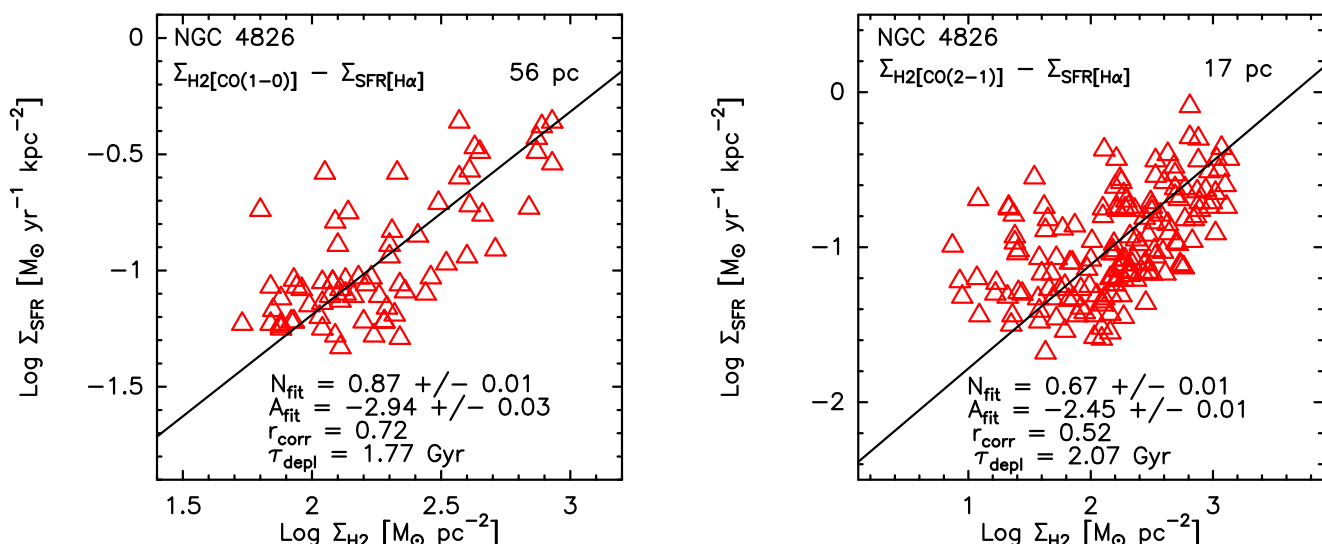 NGC 4826
Σ_H2[CO(1−0)] − Σ_SFR[Hα]
56 pc
0
−0.5
−1
−1.5
Log Σ_SFR [M_⊙ yr^−1 kpc^−2]
N_fit = 0.87 +/− 0.01
A_fit = −2.94 +/− 0.03
r_corr = 0.72
τ_depl = 1.77 Gyr
1.5 2 2.5 3
Log Σ_H2 [M_⊙ pc^−2]
NGC 4826
Σ_H2[CO(2−1)] − Σ_SFR[Hα]
17 pc
0
−1
−2
Log Σ_SFR [M_⊙ yr^−1 kpc^−2]
N_fit = 0.67 +/− 0.01
A_fit = −2.45 +/− 0.01
r_corr = 0.52
τ_depl = 2.07 Gyr
1 2 3
Log Σ_H2 [M_⊙ pc^−2]